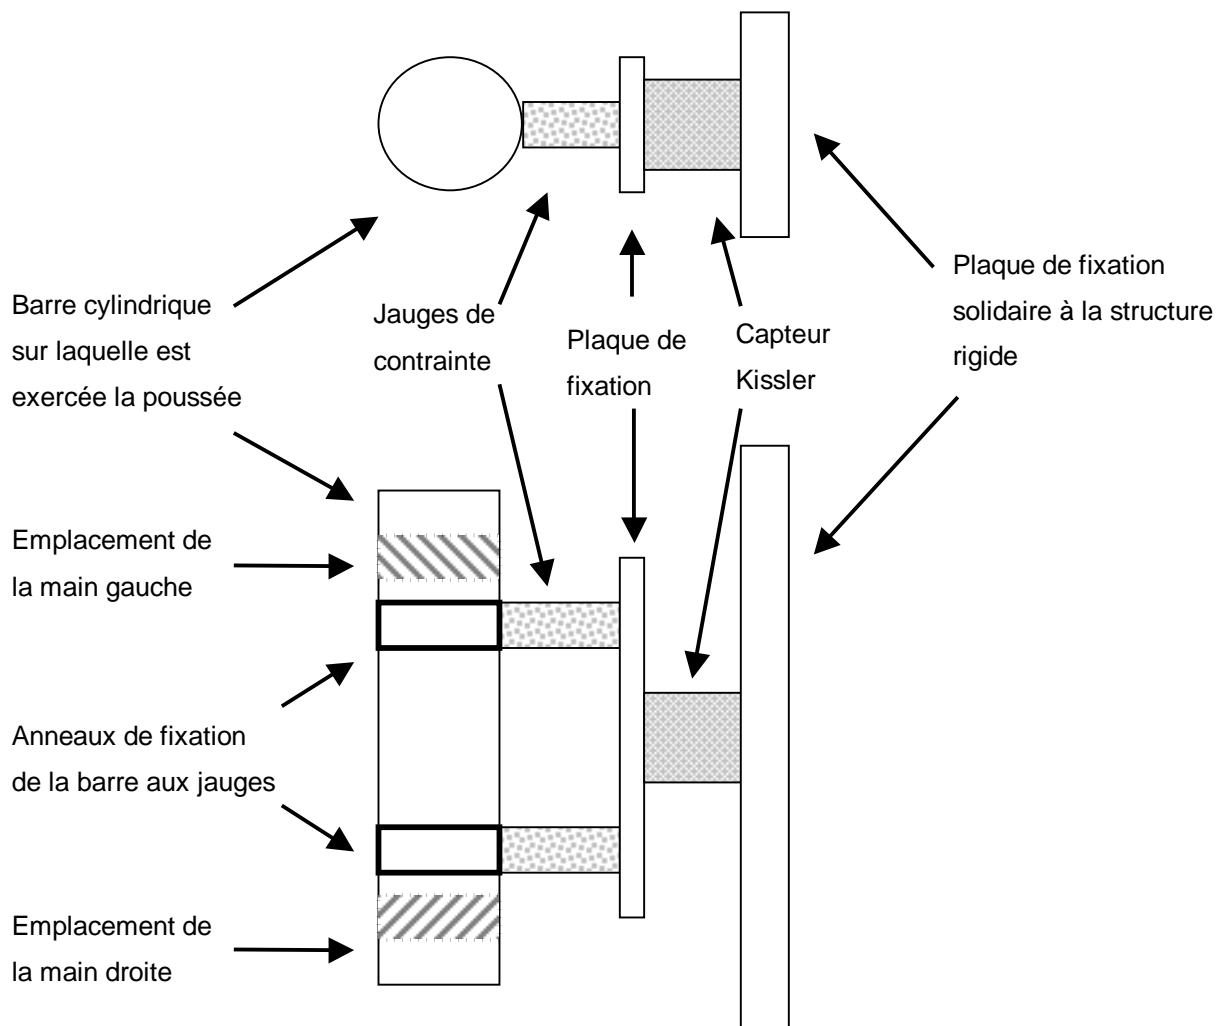 Barre cylindrique
sur laquelle est
exercée la poussée
Jauges de
contrainte
Plaque de
fixation
Capteur
Kissler
Plaque de fixation
solidaire à la structure
rigide
Emplacement de
la main gauche
Anneaux de fixation
de la barre aux jauges
Emplacement de
la main droite